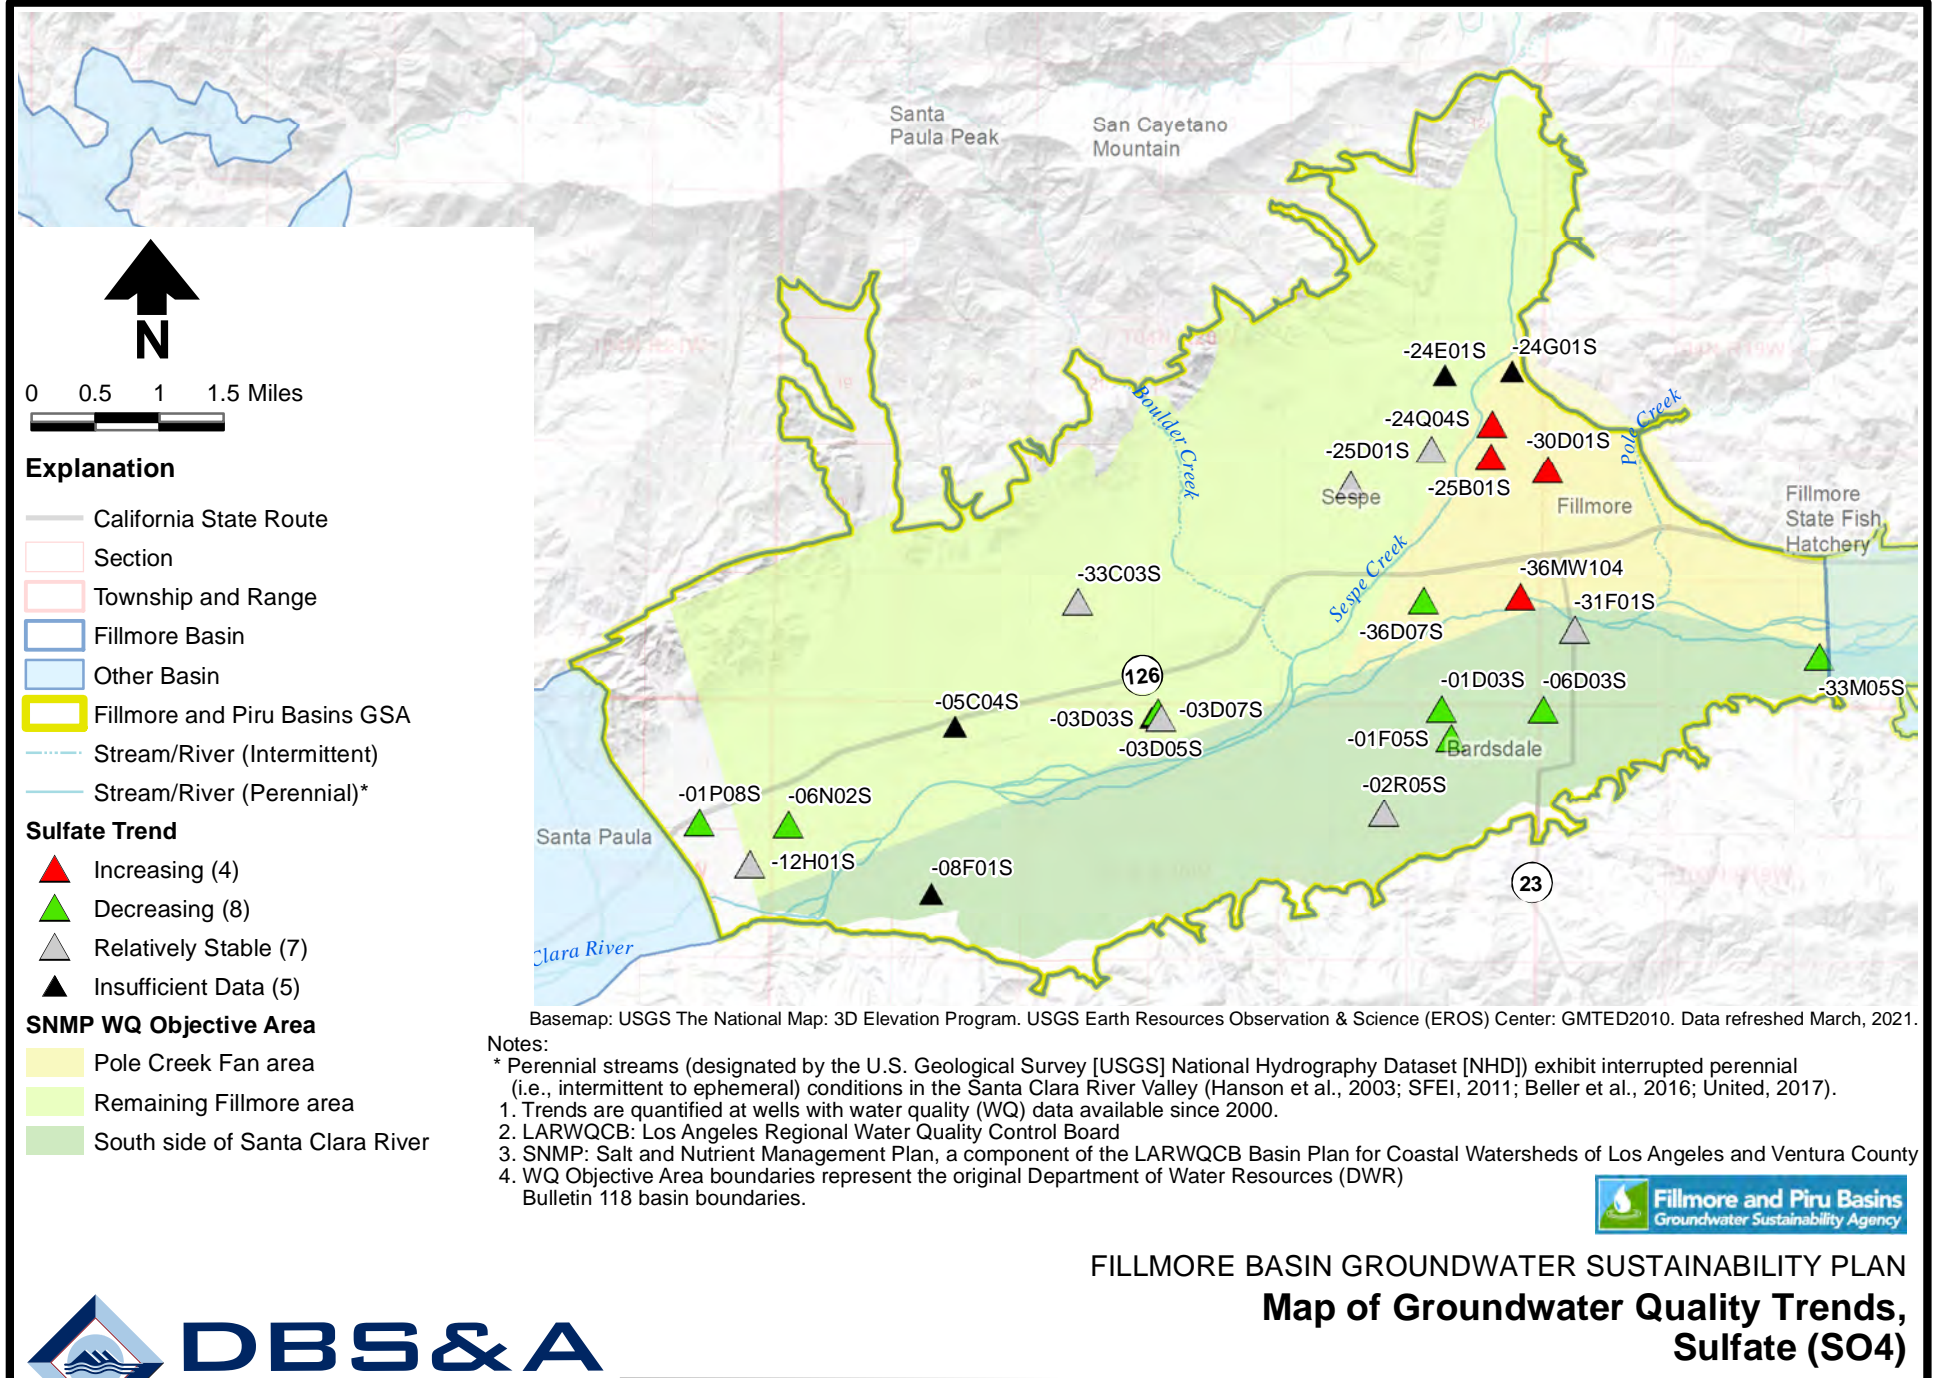 Santa
Paula Peak
San Cayetano
Mountain
N
0 0.5 1 1.5 Miles
Explanation
California State Route
Section
Township and Range
Fillmore Basin
Other Basin
Fillmore and Piru Basins GSA
Stream/River (Intermittent)
Stream/River (Perennial)*
Sulfate Trend
Increasing (4)
Decreasing (8)
Relatively Stable (7)
Insufficient Data (5)
SNMP WQ Objective Area
Pole Creek Fan area
Remaining Fillmore area
South side of Santa Clara River
-24E01S
-24G01S
Boulder Creek
Pole Creek
-24Q04S
-30D01S
-25D01S
-25B01S
Sespe
Fillmore
Fillmore
State Fish
Hatchery
Sespe Creek
-33C03S
-36MW104
-31F01S
-36D07S
126
-01D03S
-06D03S
-33M05S
-05C04S
-03D03S
-03D07S
-03D05S
-01F05S
Bardsdale
-01P08S
-06N02S
-02R05S
Santa Paula
-12H01S
-08F01S
23
Clara River
Basemap: USGS The National Map: 3D Elevation Program. USGS Earth Resources Observation & Science (EROS) Center: GMTED2010. Data refreshed March, 2021.
Notes:
* Perennial streams (designated by the U.S. Geological Survey [USGS] National Hydrography Dataset [NHD]) exhibit interrupted perennial
(i.e., intermittent to ephemeral) conditions in the Santa Clara River Valley (Hanson et al., 2003; SFEI, 2011; Beller et al., 2016; United, 2017).
1. Trends are quantified at wells with water quality (WQ) data available since 2000.
2. LARWQCB: Los Angeles Regional Water Quality Control Board
3. SNMP: Salt and Nutrient Management Plan, a component of the LARWQCB Basin Plan for Coastal Watersheds of Los Angeles and Ventura County
4. WQ Objective Area boundaries represent the original Department of Water Resources (DWR)
Bulletin 118 basin boundaries.
Fillmore and Piru Basins
Groundwater Sustainability Agency
FILLMORE BASIN GROUNDWATER SUSTAINABILITY PLAN
Map of Groundwater Quality Trends,
Sulfate (SO4)
DBS&A